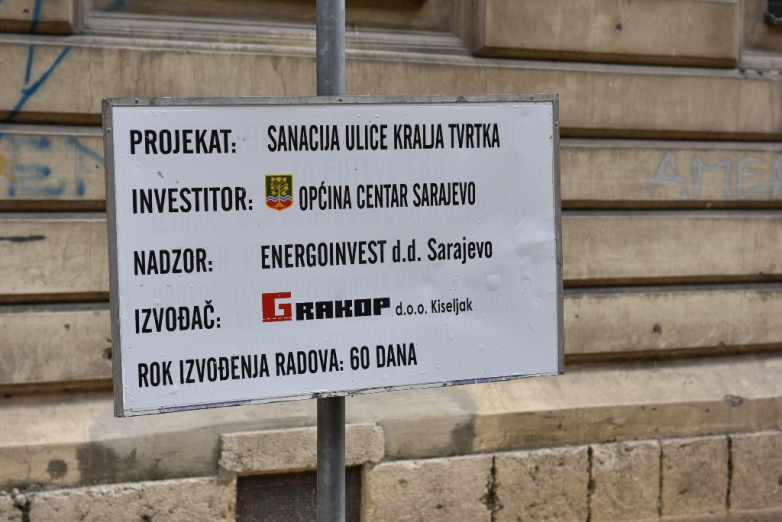 PROJEKAT: SANACIJA ULICE KRALJA TVRTKA
INVESTITOR: OPĆINA CENTAR SARAJEVO
NADZOR: ENERGOINVEST d.d. Sarajevo
IZVOĐAČ: GRAKOP d.o.o. Kiseljak
ROK IZVOĐENJA RADOVA: 60 DANA